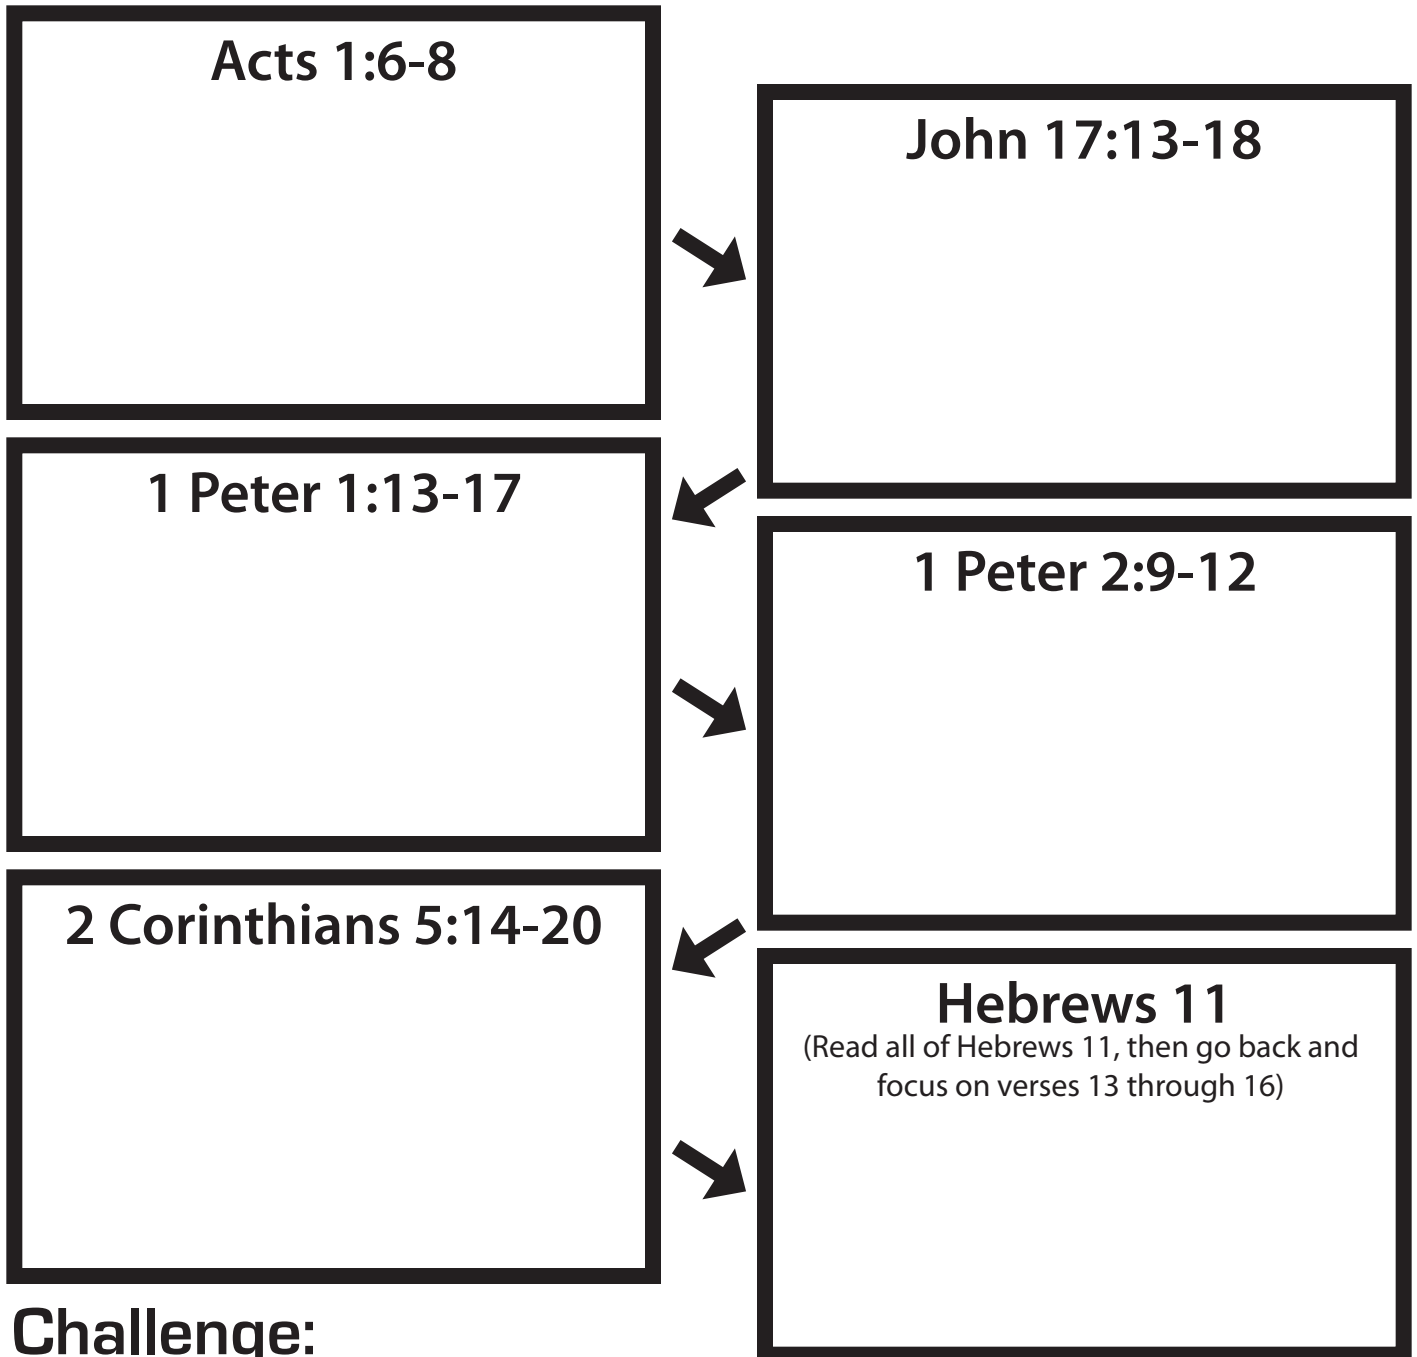 Acts 1:6-8
John 17:13-18
1 Peter 1:13-17
1 Peter 2:9-12
2 Corinthians 5:14-20
Hebrews 11
(Read all of Hebrews 11, then go back and
focus on verses 13 through 16)
Challenge: